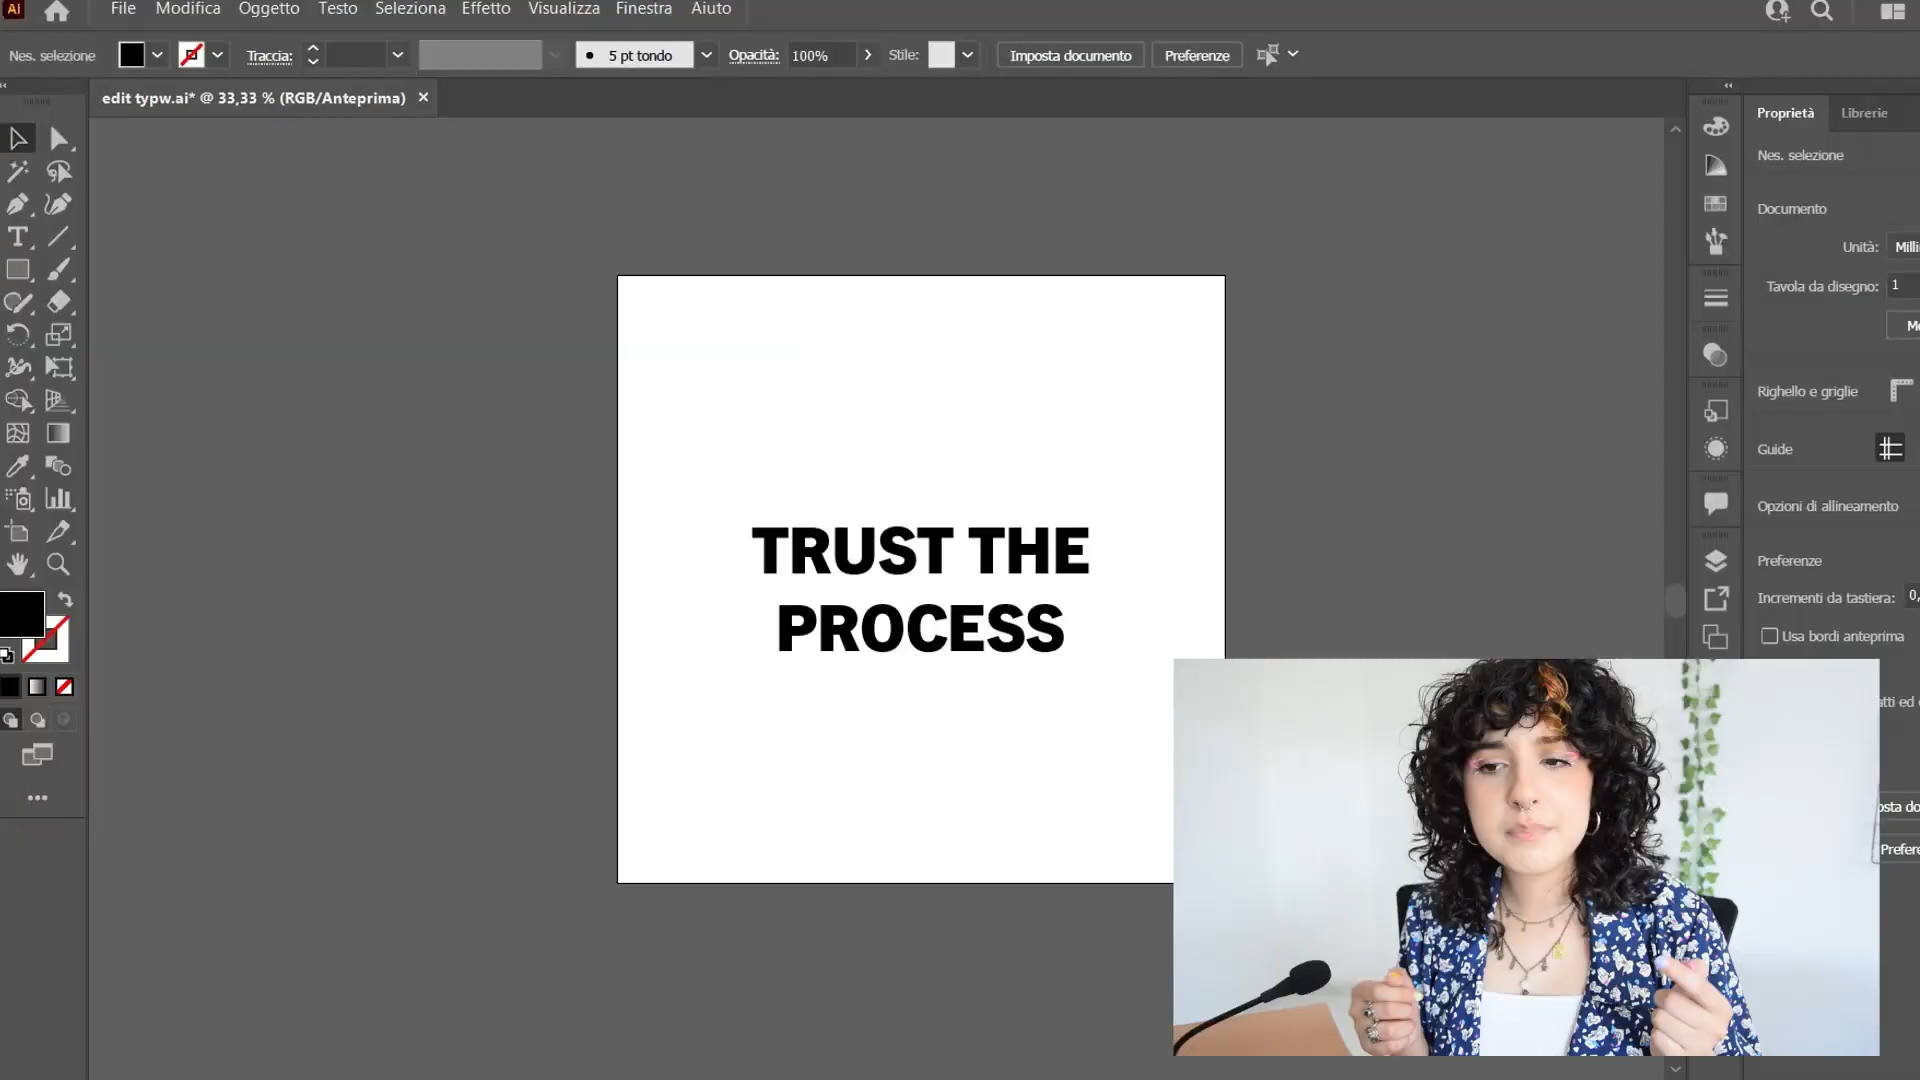 Ai File Modifica Oggetto Testo Seleziona Effetto Visualizza Finestra Aiuto
Nes. selezione Traccia: 5 pt tondo Opacità: 100% Stile: Imposta documento Preferenze
edit typw.ai* @ 33,33 % (RGB/Anteprima) ×
Proprietà Librerie
Nes. selezione
Documento
Unità: Milli
Tavola da disegno: 1
Righello e griglie
Guide
Opzioni di allineamento
Preferenze
Incrementi da tastiera: 0,
Usa bordi anteprima
TRUST THE
PROCESS